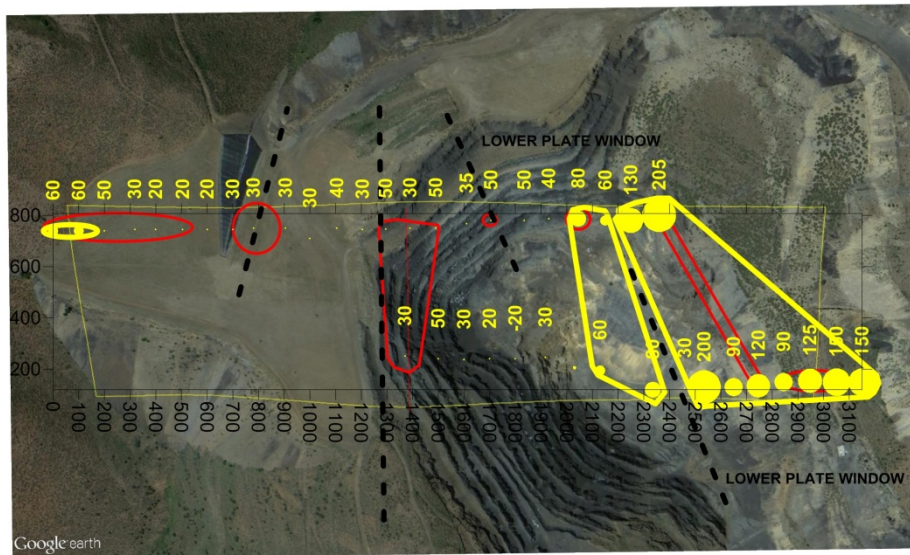 LOWER PLATE WINDOW
60 60 50 30 20 20 20 30 30 30 30 40 30 50 30 50 35 50 50 40 80 60 130 205
800
600
400
200
30 50 30 20 -20 30 60 30 200 90 120 90 125 150
0 100 200 300 400 500 600 700 800 900 1000 1100 1200 1300 1400 1500 1600 1700 1800 1900 2000 2100 2200 2300 2400 2500 2600 2700 2800 2900 3000 3100
LOWER PLATE WINDOW
Google earth